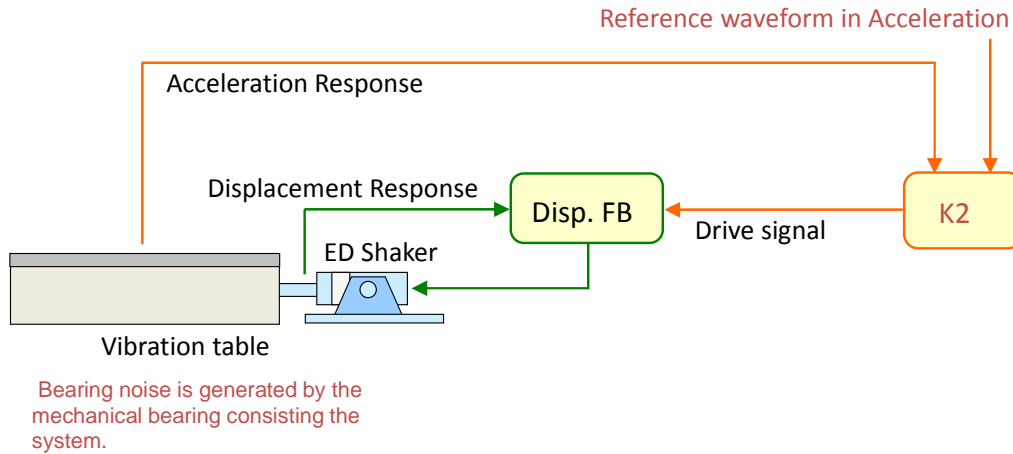 Reference waveform in Acceleration
Acceleration Response
Displacement Response
Disp. FB
K2
Drive signal
ED Shaker
Vibration table
Bearing noise is generated by the
mechanical bearing consisting the
system.